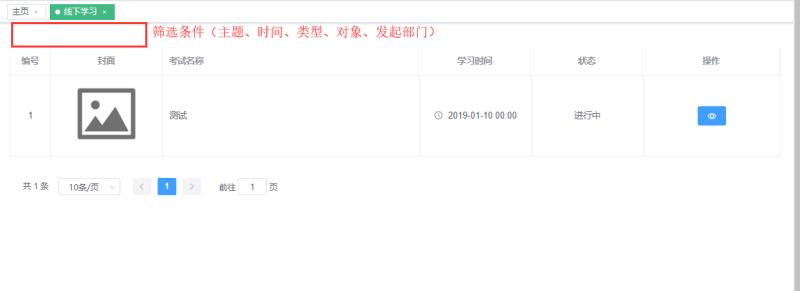 主页 × 线下学习 ×
筛选条件（主题、时间、类型、对象、发起部门）
编号 封面 考试名称 学习时间 状态 操作
1 测试 2019-01-10 00:00 进行中
共 1 条 10条/页 1 前往 1 页